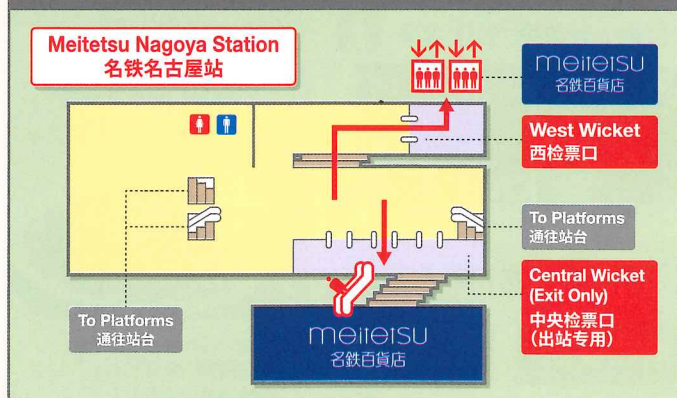 Meitetsu Nagoya Station
名铁名古屋站
meitetsu
名鉄百貨店
West Wicket
西检票口
To Platforms
通往站台
Central Wicket
(Exit Only)
中央检票口
(出站专用)
To Platforms
通往站台
meitetsu
名鉄百貨店